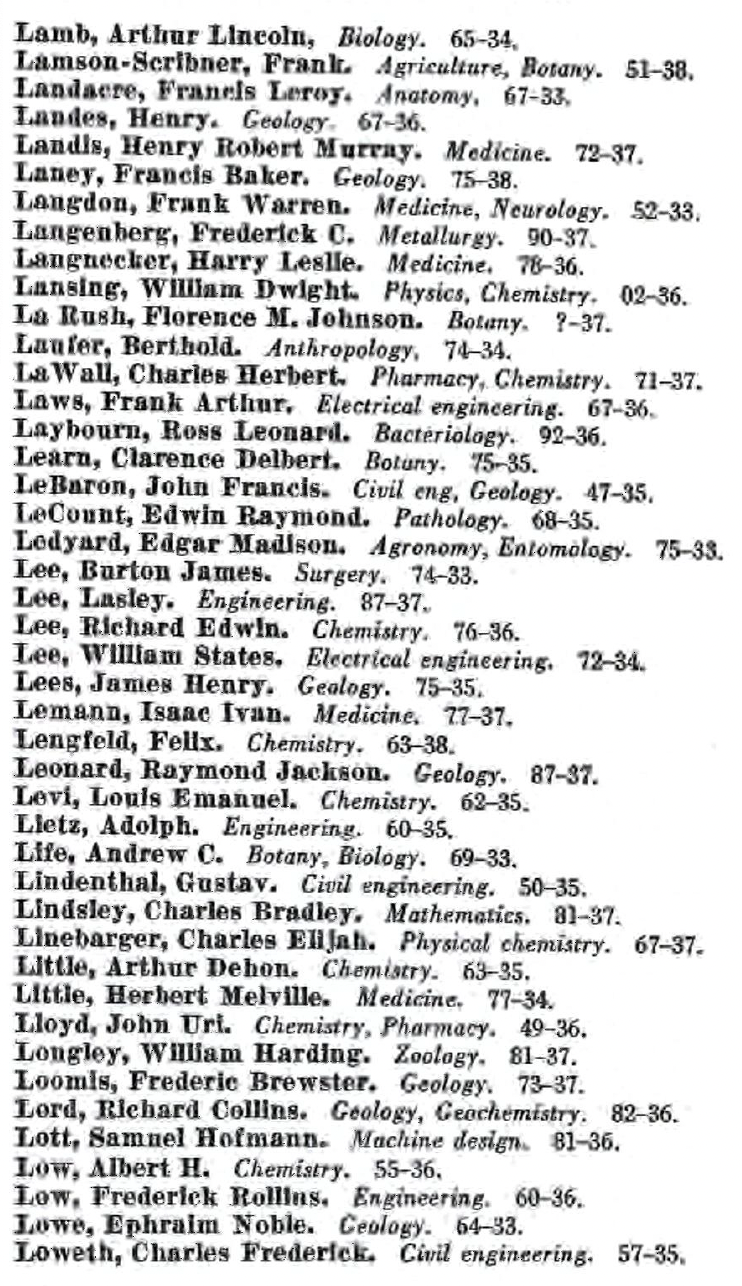 Lamb, Arthur Lincoln, Biology. 65–34.
Lamson-Scribner, Frank. Agriculture, Botany. 51–38.
Landacre, Francis Leroy. Anatomy. 67–33.
Landes, Henry. Geology. 67–36.
Landis, Henry Robert Murray. Medicine. 72–37.
Laney, Francis Baker. Geology. 75–38.
Langdon, Frank Warren. Medicine, Neurology. 52–33.
Langenberg, Frederick C. Metallurgy. 90–37.
Langnecker, Harry Leslie. Medicine. 78–36.
Lansing, William Dwight. Physics, Chemistry. 02–36.
La Rush, Florence M. Johnson. Botany. ?–37.
Laufer, Berthold. Anthropology. 74–34.
LaWall, Charles Herbert. Pharmacy, Chemistry. 71–37.
Laws, Frank Arthur. Electrical engineering. 67–36.
Laybourn, Ross Leonard. Bacteriology. 92–36.
Learn, Clarence Delbert. Botany. 75–35.
LeBaron, John Francis. Civil eng, Geology. 47–35.
LeCount, Edwin Raymond. Pathology. 68–35.
Ledyard, Edgar Madison. Agronomy, Entomology. 75–33.
Lee, Burton James. Surgery. 74–33.
Lee, Lasley. Engineering. 87–37.
Lee, Richard Edwin. Chemistry. 76–36.
Lee, William States. Electrical engineering. 72–34.
Lees, James Henry. Geology. 75–35.
Lemann, Isaac Ivan. Medicine. 77–37.
Lengfeld, Felix. Chemistry. 63–38.
Leonard, Raymond Jackson. Geology. 87–37.
Levi, Louis Emanuel. Chemistry. 62–35.
Lietz, Adolph. Engineering. 60–35.
Life, Andrew C. Botany, Biology. 69–33.
Lindenthal, Gustav. Civil engineering. 50–35.
Lindsley, Charles Bradley. Mathematics. 81–37.
Linebarger, Charles Elijah. Physical chemistry. 67–37.
Little, Arthur Dehon. Chemistry. 63–35.
Little, Herbert Melville. Medicine. 77–34.
Lloyd, John Uri. Chemistry, Pharmacy. 49–36.
Longley, William Harding. Zoology. 81–37.
Loomis, Frederic Brewster. Geology. 73–37.
Lord, Richard Collins. Geology, Geochemistry. 82–36.
Lott, Samuel Hofmann. Machine design. 81–36.
Low, Albert H. Chemistry. 55–36.
Low, Frederick Rollins. Engineering. 60–36.
Lowe, Ephraim Noble. Geology. 64–33.
Loweth, Charles Frederick. Civil engineering. 57–35.